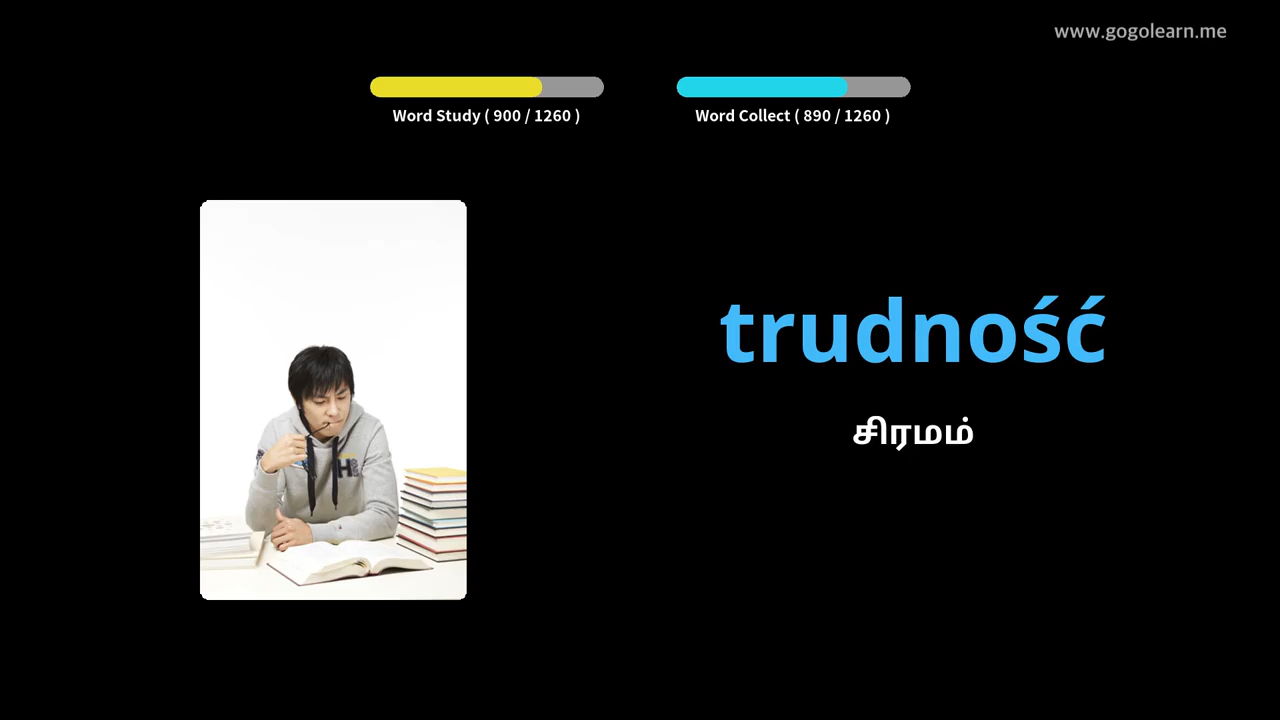 www.gogolearn.me
Word Study ( 900 / 1260 )
Word Collect ( 890 / 1260 )
trudność
சிரமம்
H